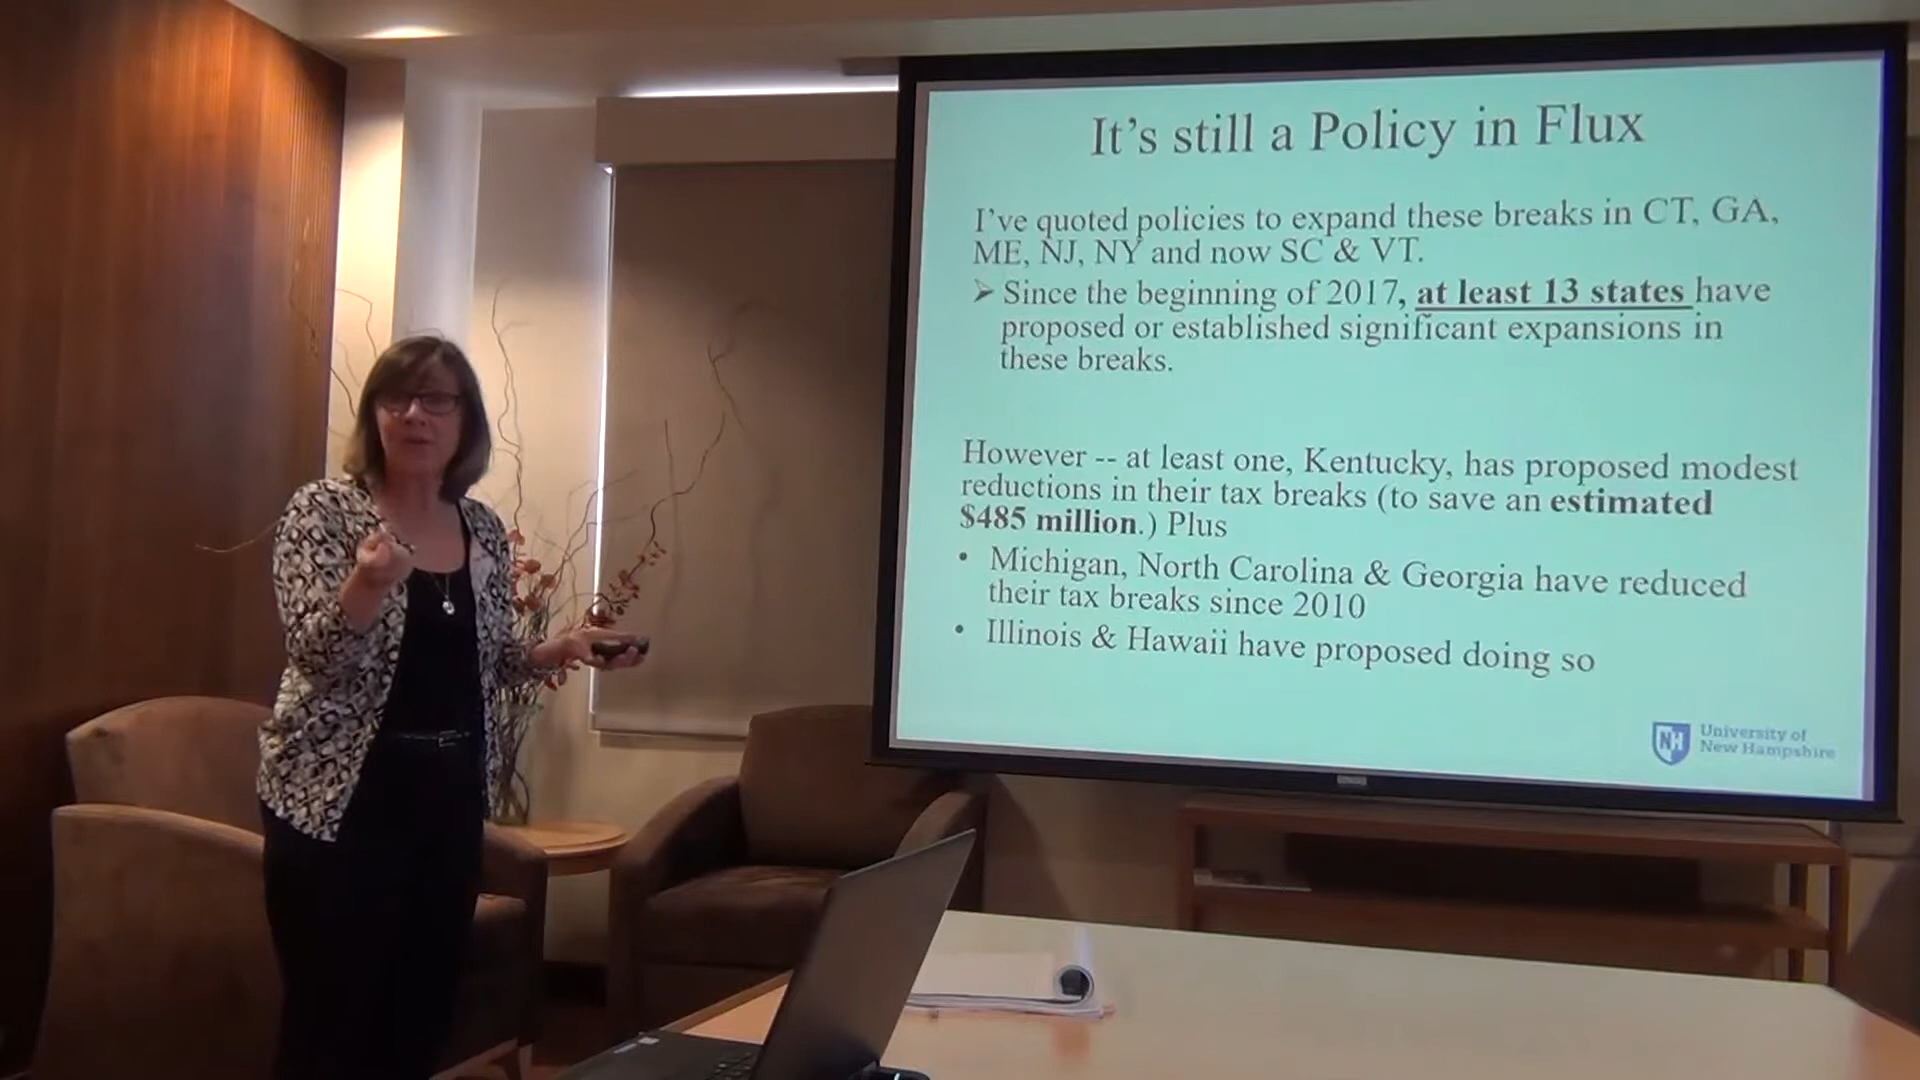 It's still a Policy in Flux
I've quoted policies to expand these breaks in CT, GA,
ME, NJ, NY and now SC & VT.
➢ Since the beginning of 2017, at least 13 states have
proposed or established significant expansions in
these breaks.
However -- at least one, Kentucky, has proposed modest
reductions in their tax breaks (to save an estimated
$485 million.) Plus
• Michigan, North Carolina & Georgia have reduced
their tax breaks since 2010
• Illinois & Hawaii have proposed doing so
NH
University of
New Hampshire